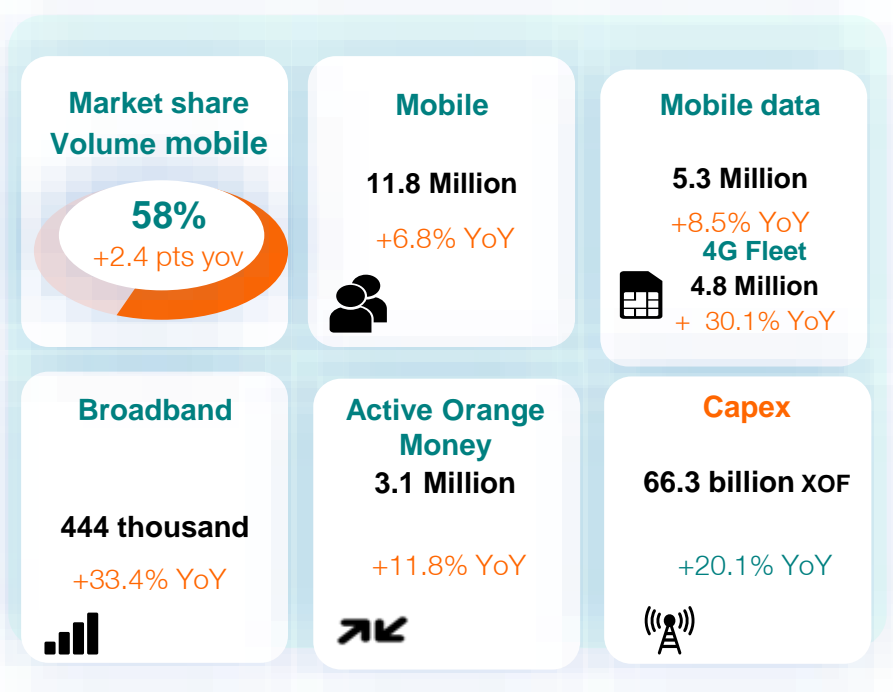 Market share
Volume mobile
58%
+2.4 pts yov
Mobile
11.8 Million
+6.8% YoY
Mobile data
5.3 Million
+8.5% YoY
4G Fleet
4.8 Million
+ 30.1% YoY
Broadband
444 thousand
+33.4% YoY
Active Orange
Money
3.1 Million
+11.8% YoY
Capex
66.3 billion XOF
+20.1% YoY